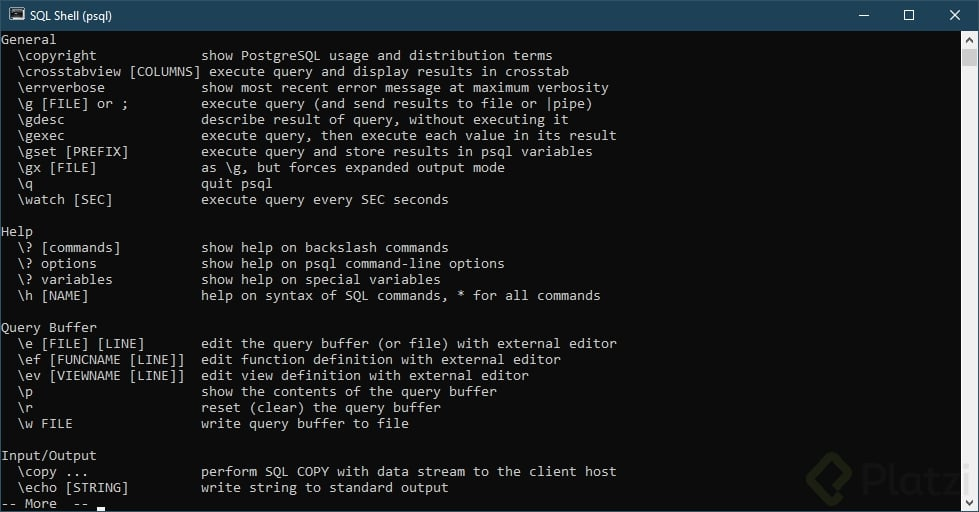 SQL Shell (psql)
General
  \copyright             show PostgreSQL usage and distribution terms
  \crosstabview [COLUMNS] execute query and display results in crosstab
  \errverbose            show most recent error message at maximum verbosity
  \g [FILE] or ;         execute query (and send results to file or |pipe)
  \gdesc                 describe result of query, without executing it
  \gexec                 execute query, then execute each value in its result
  \gset [PREFIX]         execute query and store results in psql variables
  \gx [FILE]             as \g, but forces expanded output mode
  \q                     quit psql
  \watch [SEC]           execute query every SEC seconds
Help
  \? [commands]          show help on backslash commands
  \? options             show help on psql command-line options
  \? variables           show help on special variables
  \h [NAME]              help on syntax of SQL commands, * for all commands
Query Buffer
  \e [FILE] [LINE]       edit the query buffer (or file) with external editor
  \ef [FUNCNAME [LINE]]  edit function definition with external editor
  \ev [VIEWNAME [LINE]]  edit view definition with external editor
  \p                     show the contents of the query buffer
  \r                     reset (clear) the query buffer
  \w FILE                write query buffer to file
Input/Output
  \copy ...              perform SQL COPY with data stream to the client host
  \echo [STRING]         write string to standard output
-- More  --
Platzi